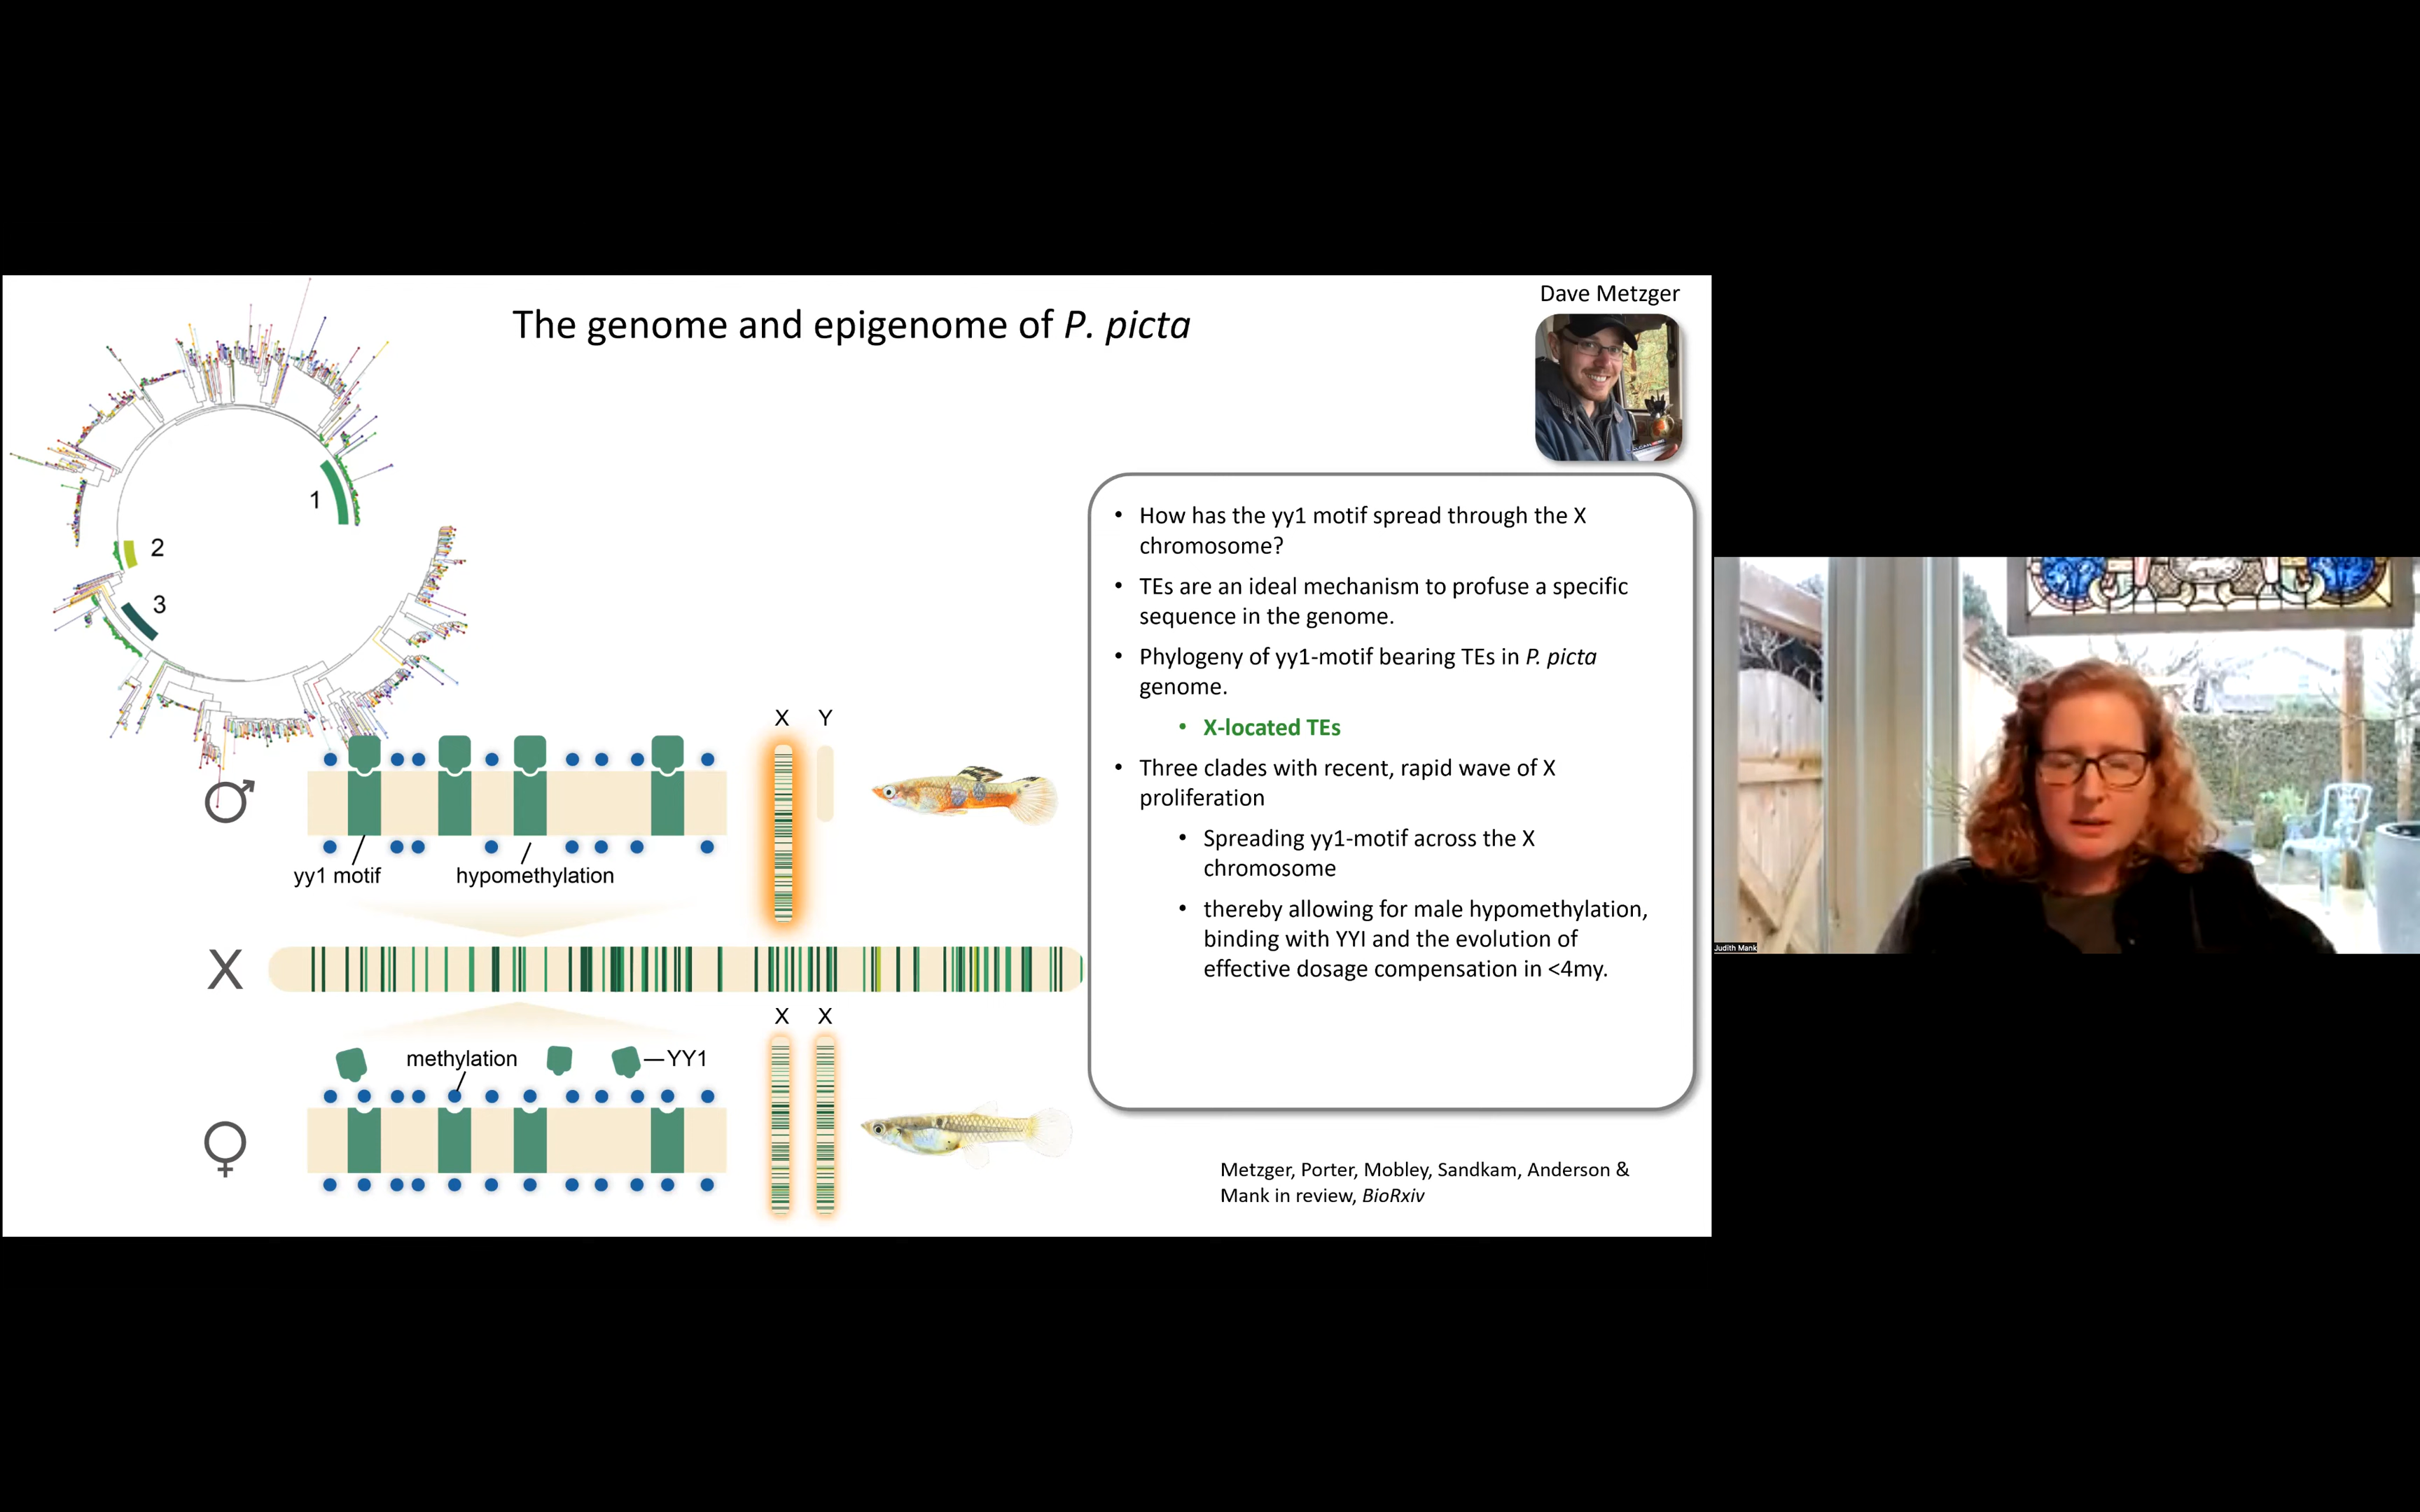 The genome and epigenome of P. picta
Dave Metzger
1
2
3
• How has the yy1 motif spread through the X
chromosome?
• TEs are an ideal mechanism to profuse a specific
sequence in the genome.
• Phylogeny of yy1-motif bearing TEs in P. picta
genome.
• X-located TEs
• Three clades with recent, rapid wave of X
proliferation
• Spreading yy1-motif across the X
chromosome
• thereby allowing for male hypomethylation,
binding with YYI and the evolution of
effective dosage compensation in <4my.
X Y
yy1 motif
hypomethylation
X
X X
methylation
YY1
Metzger, Porter, Mobley, Sandkam, Anderson &
Mank in review, BioRxiv
Judith Mank